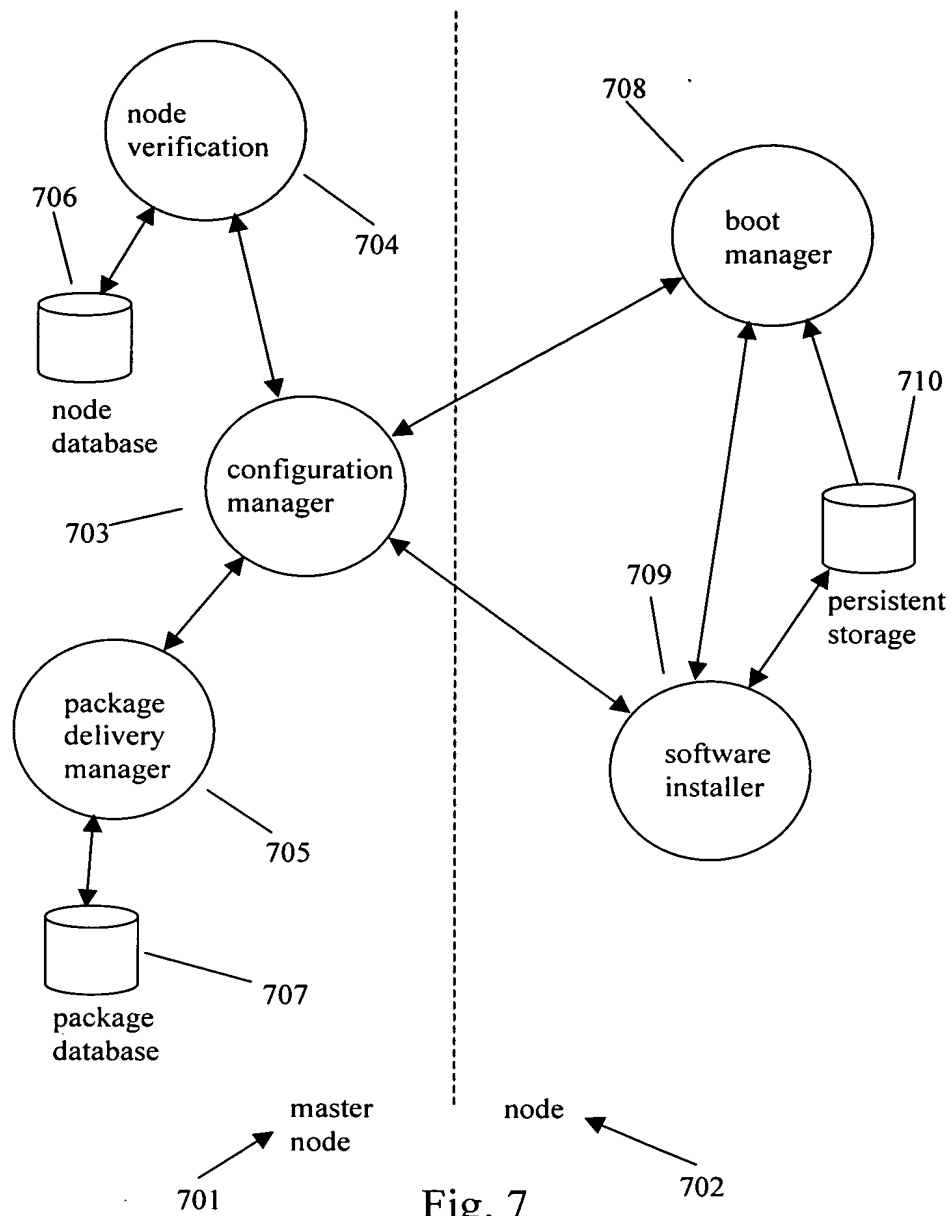 node
verification
704
706
node
database
708
boot
manager
710
configuration
manager
703
persistent
storage
709
package
delivery
manager
705
software
installer
707
package
database
master
node
node
701
702
Fig. 7